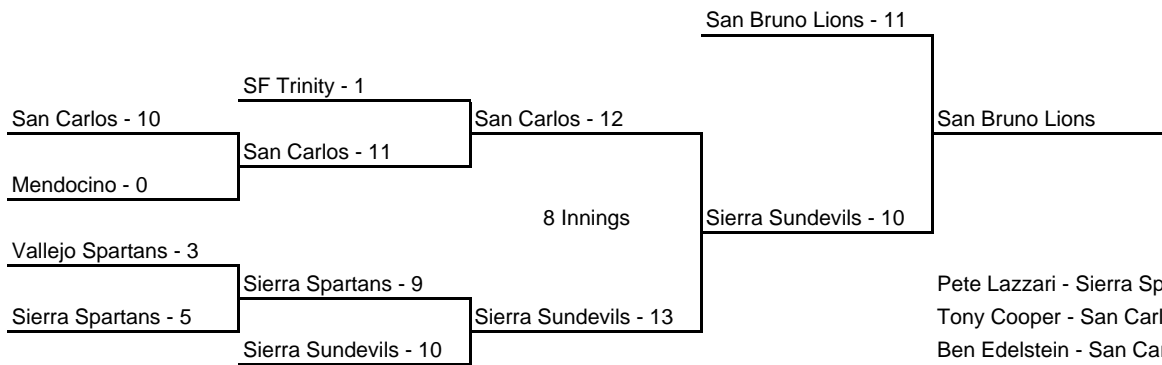 San Bruno Lions - 11
SF Trinity - 1
San Carlos - 10
San Carlos - 12
San Bruno Lions
San Carlos - 11
Mendocino - 0
8 Innings
Sierra Sundevils - 10
Vallejo Spartans - 3
Sierra Spartans - 9
Pete Lazzari - Sierra Sp
Sierra Spartans - 5
Sierra Sundevils - 13
Tony Cooper - San Carl
Sierra Sundevils - 10
Ben Edelstein - San Car